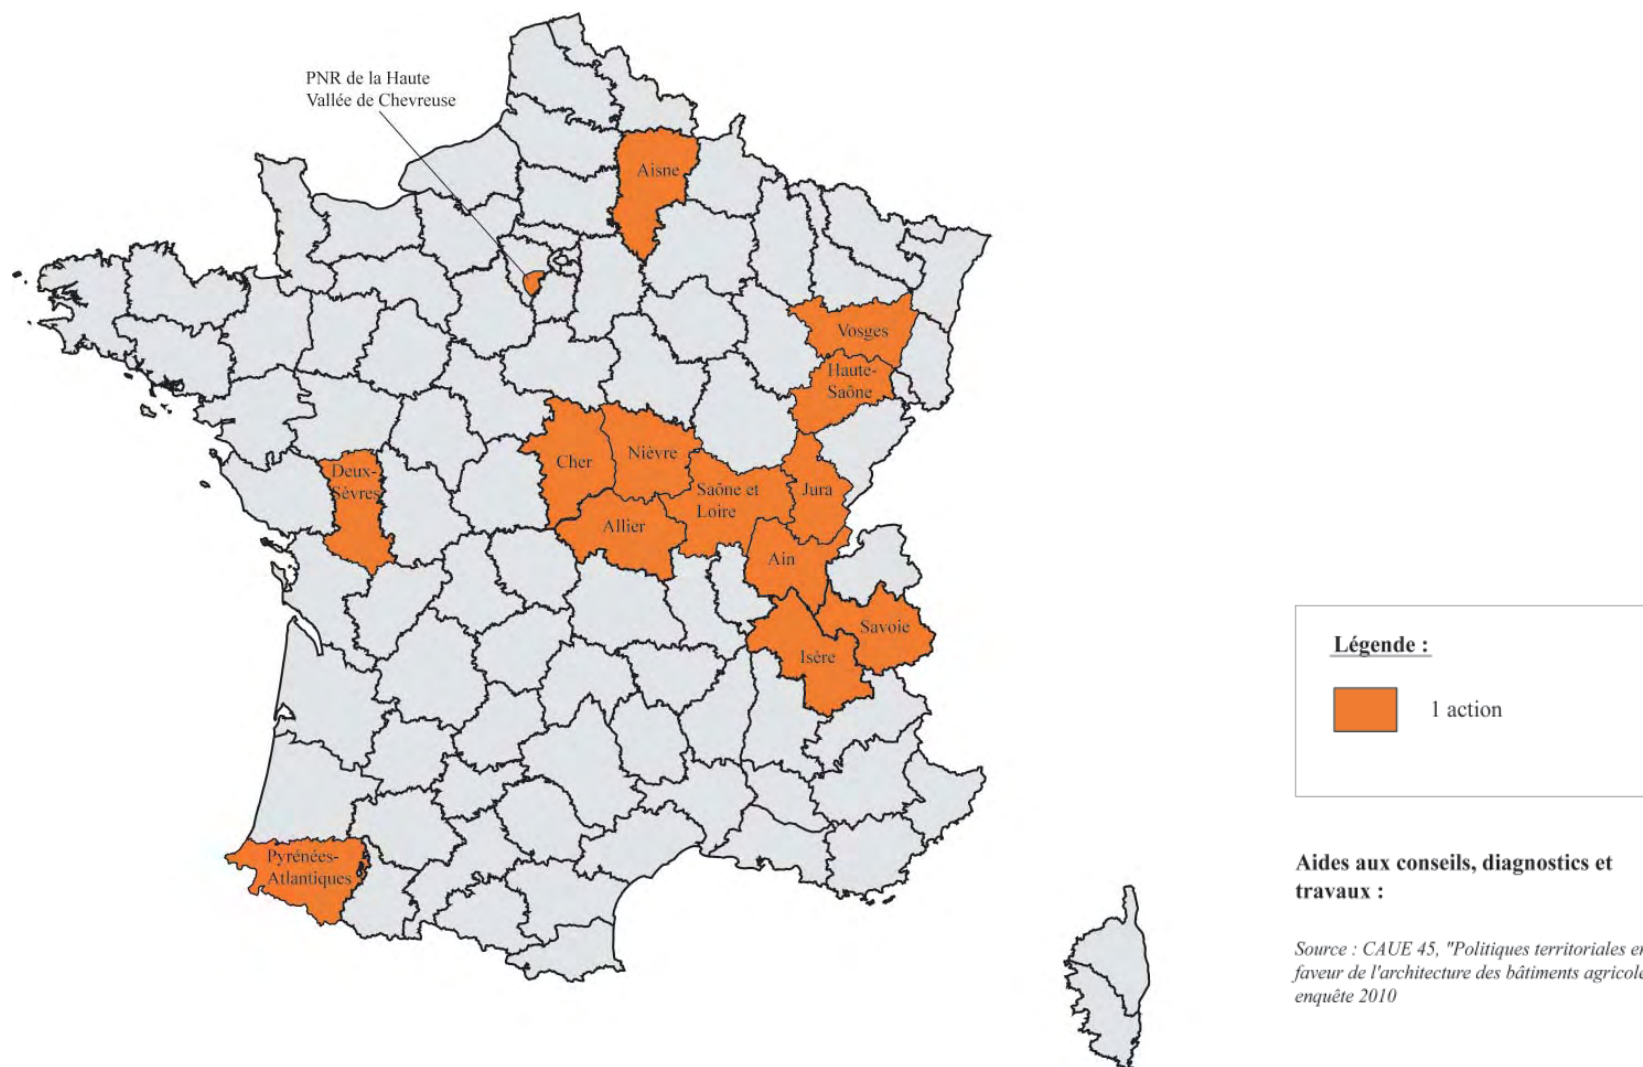 PNR de la Haute
Vallée de Chevreuse
Aisne
Vosges
Haute-
Saône
Cher
Nièvre
Deux-
Sèvres
Saône et
Loire
Jura
Allier
Ain
Savoie
Isère
Pyrénées-
Atlantiques
Légende :
1 action
Aides aux conseils, diagnostics et
travaux :
Source : CAUE 45, "Politiques territoriales en
faveur de l'architecture des bâtiments agricole
enquête 2010